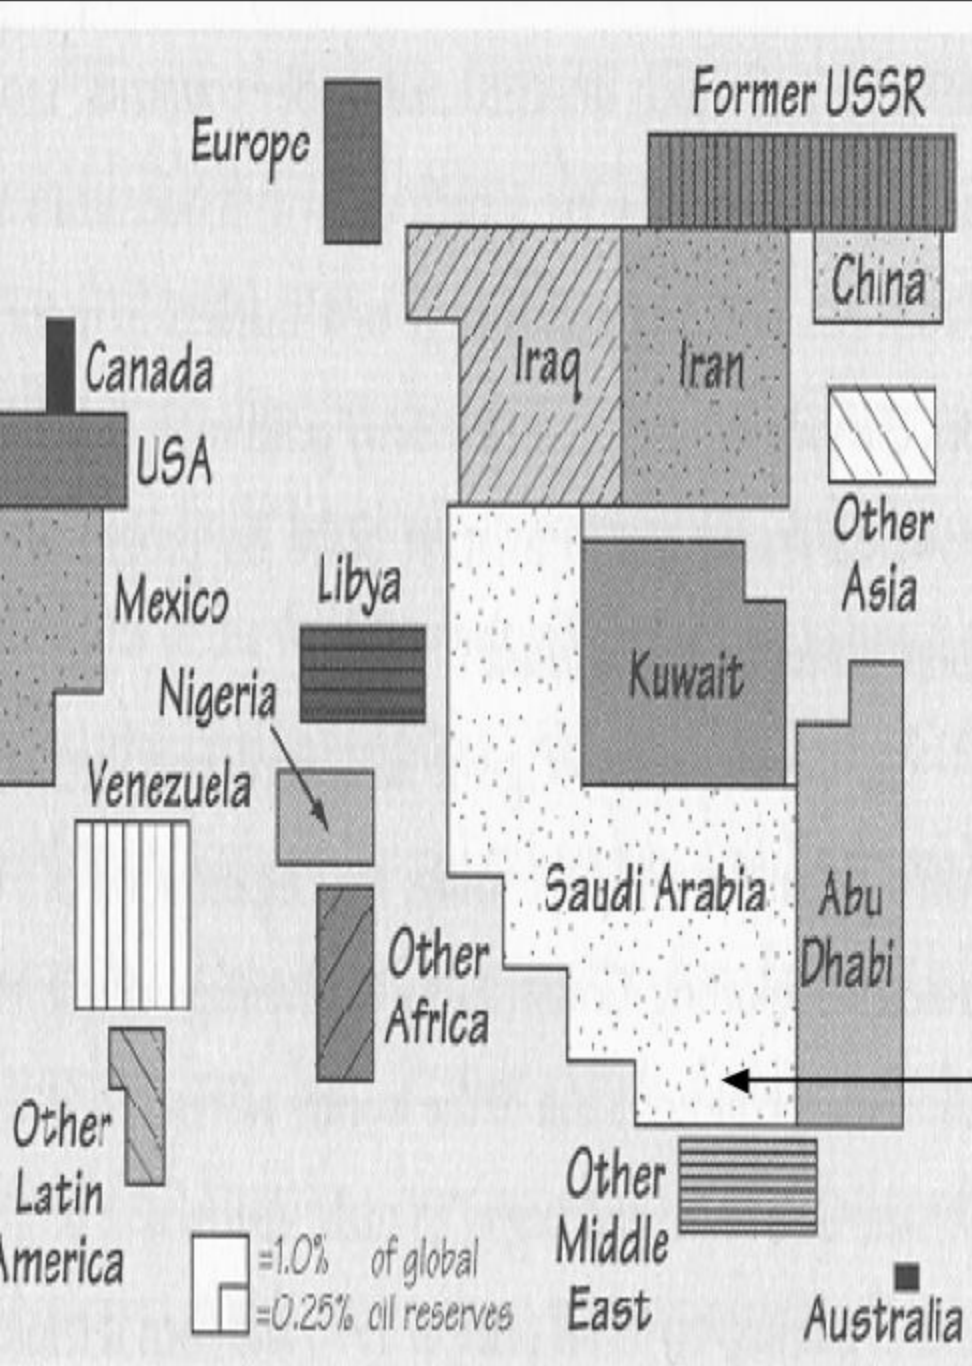 Former USSR
Europe
China
Iraq
Iran
Canada
USA
Other
Asia
Libya
Mexico
Kuwait
Nigeria
Venezuela
Saudi Arabia
Abu
Dhabi
Other
Africa
Other
Latin
America
Other
Middle
East
=1.0% of global
=0.25% oil reserves
Australia